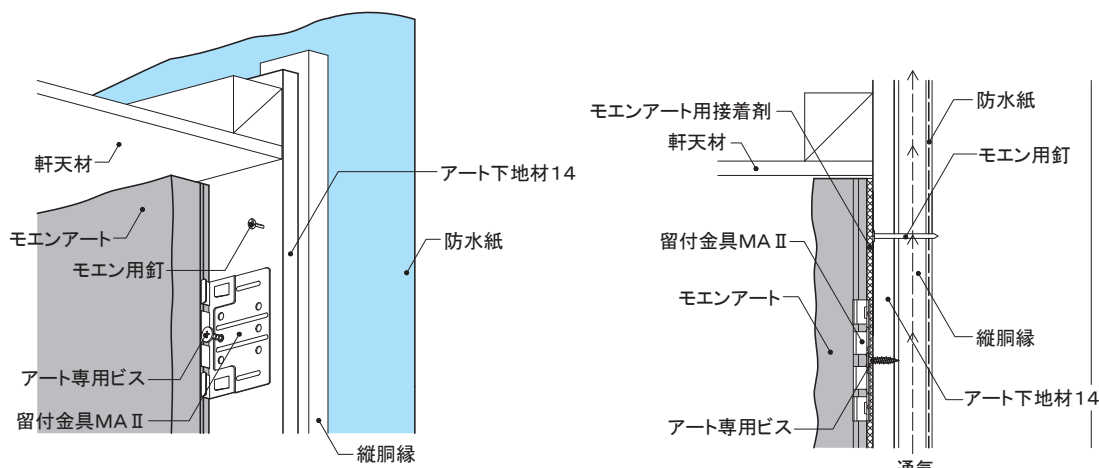 軒天材
モエンアート
モエン用釘
アート専用ビス
留付金具MAⅡ
アート下地材14
防水紙
縦胴縁
モエンアート用接着剤
軒天材
留付金具MAⅡ
モエンアート
アート専用ビス
防水紙
モエン用釘
縦胴縁
アート下地材14
通気